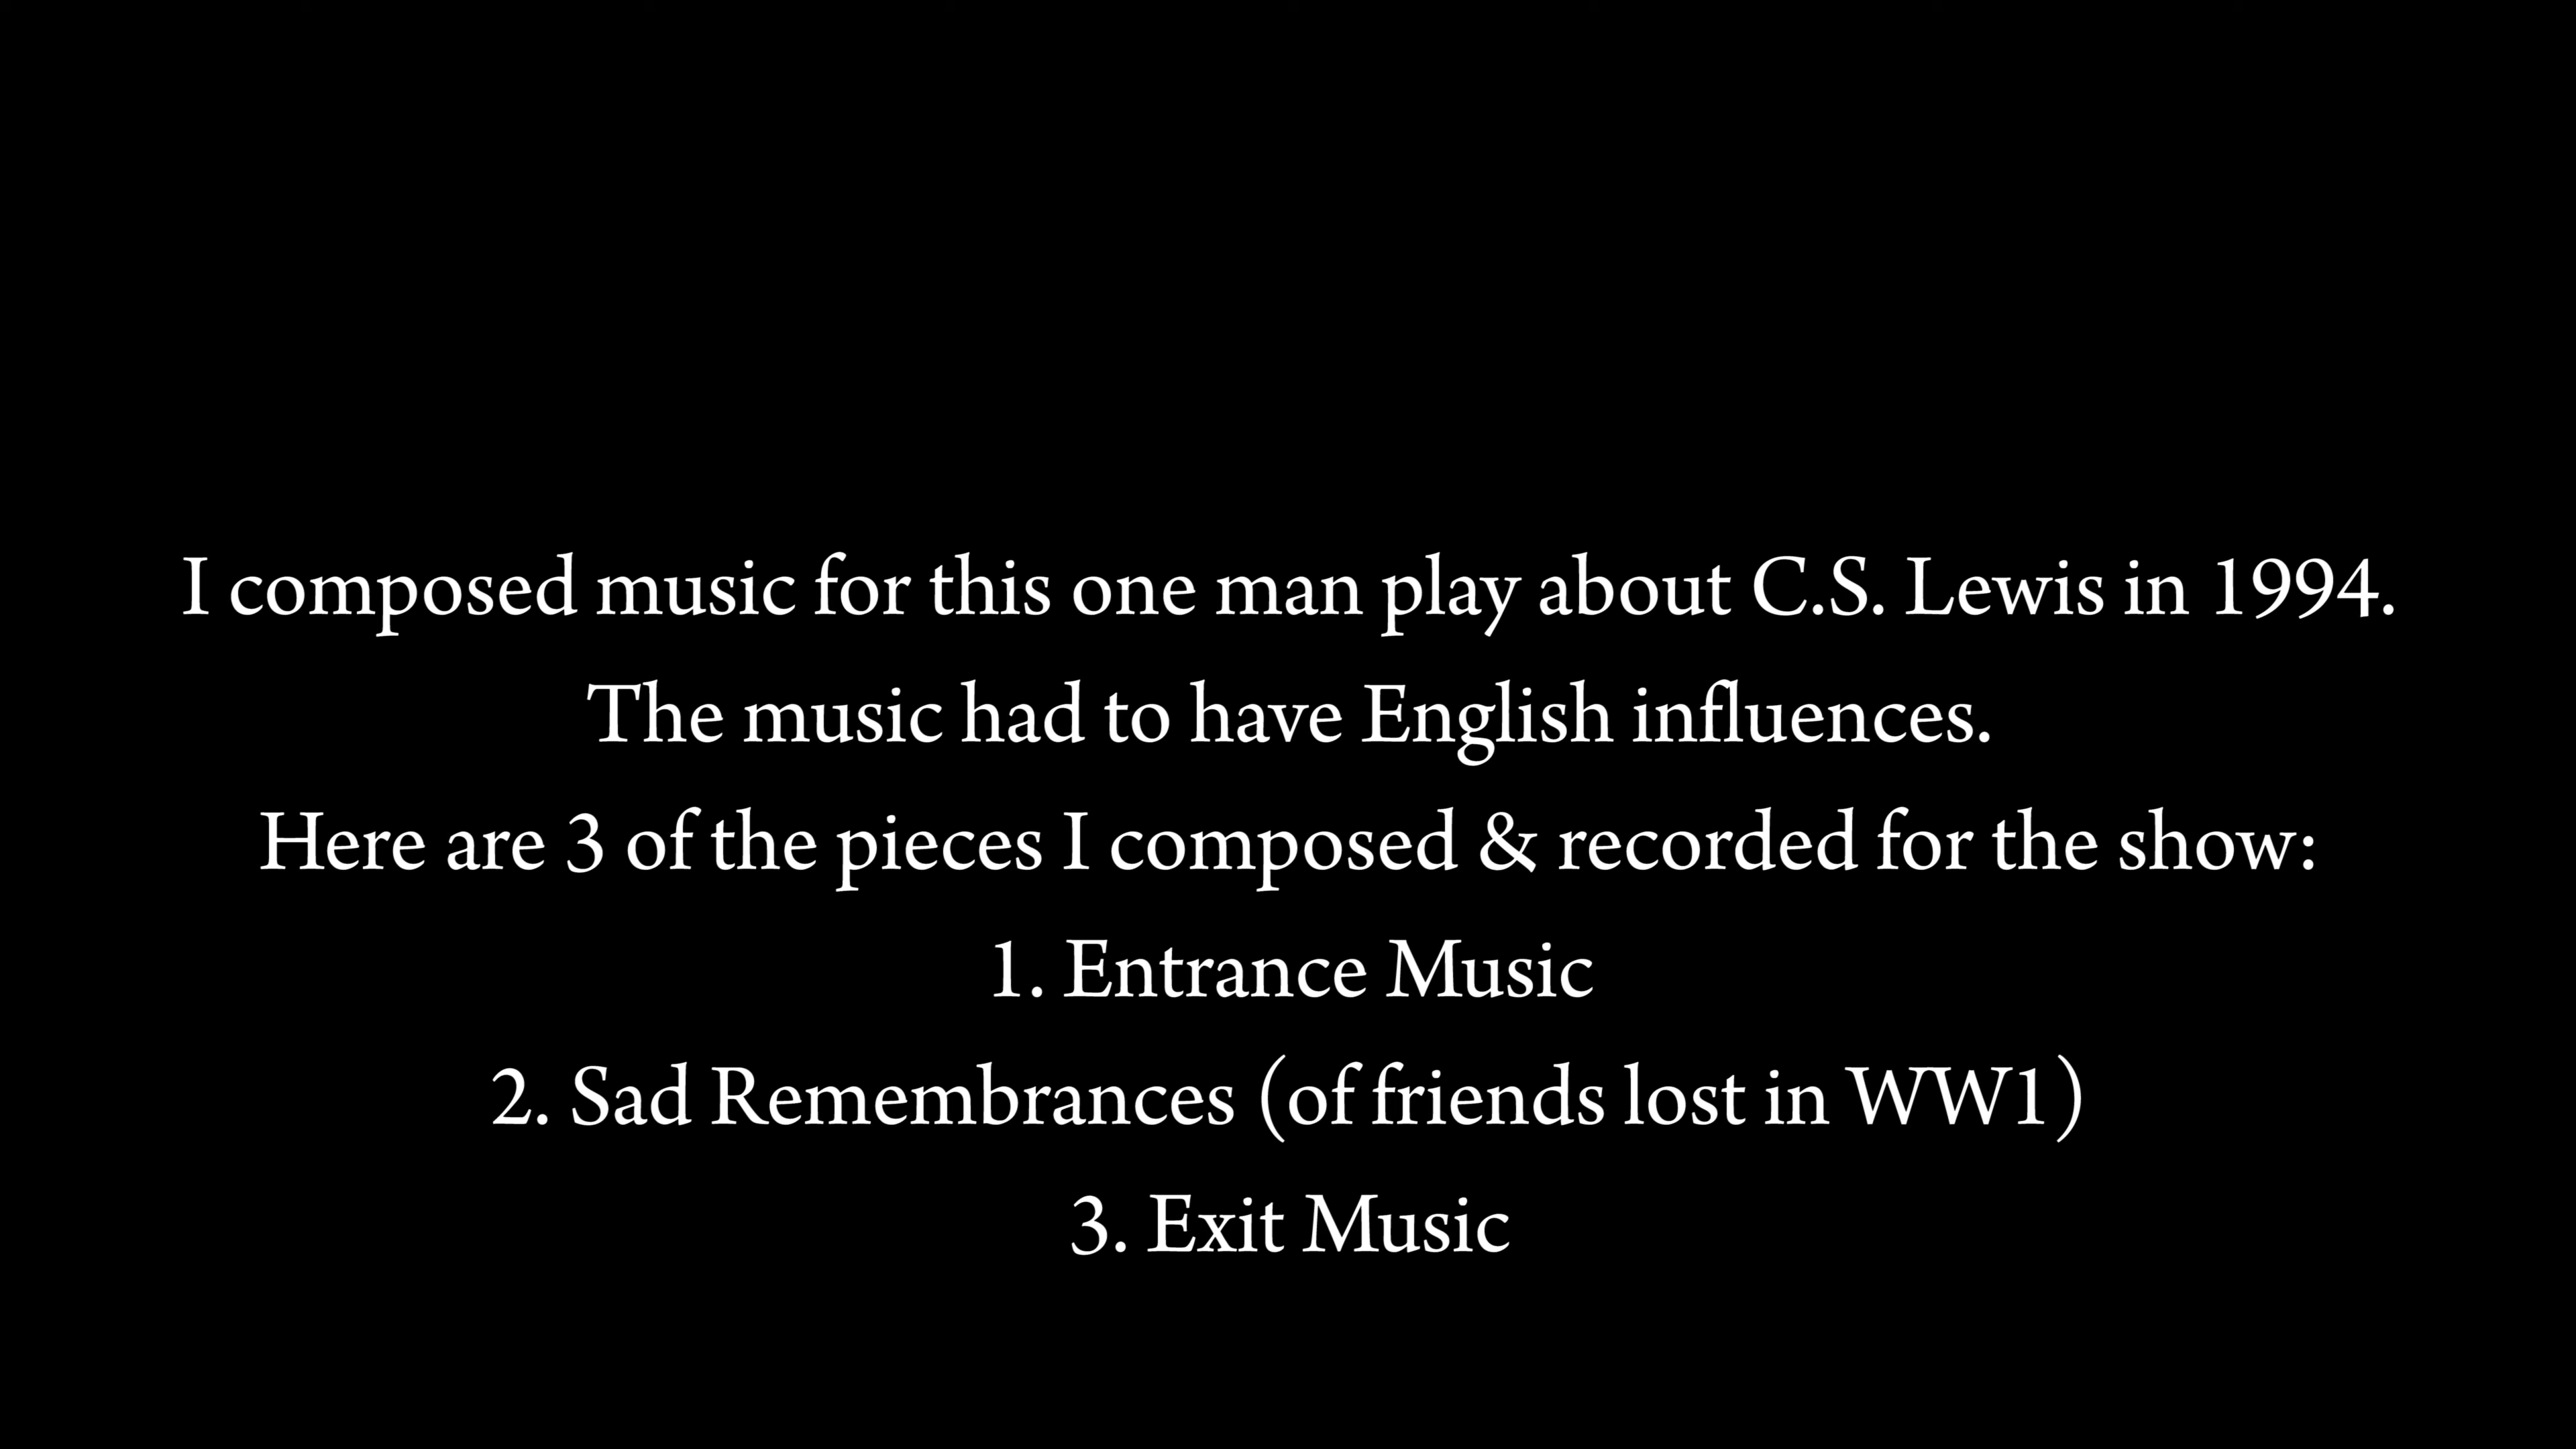 I composed music for this one man play about C.S. Lewis in 1994.
The music had to have English influences.
Here are 3 of the pieces I composed & recorded for the show:
1. Entrance Music
2. Sad Remembrances (of friends lost in WW1)
3. Exit Music